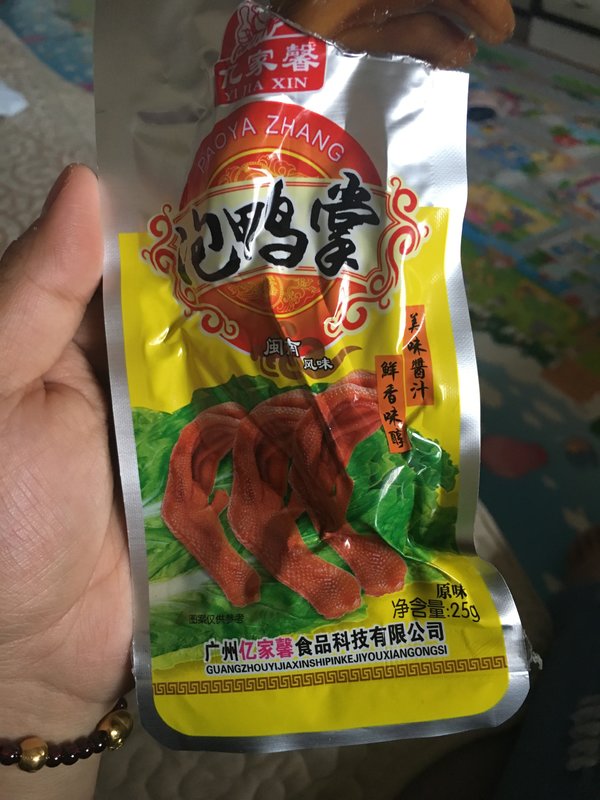 亿家馨
YI JIA XIN
PAOYA ZHANG
泡鸭掌
闽南
风味
美味酱汁
鲜香味醇
原味
净含量:25g
图案仅供参考
广州亿家馨食品科技有限公司
GUANGZHOUYIJIAXINSHIPINKEJIYOUXIANGONGSI